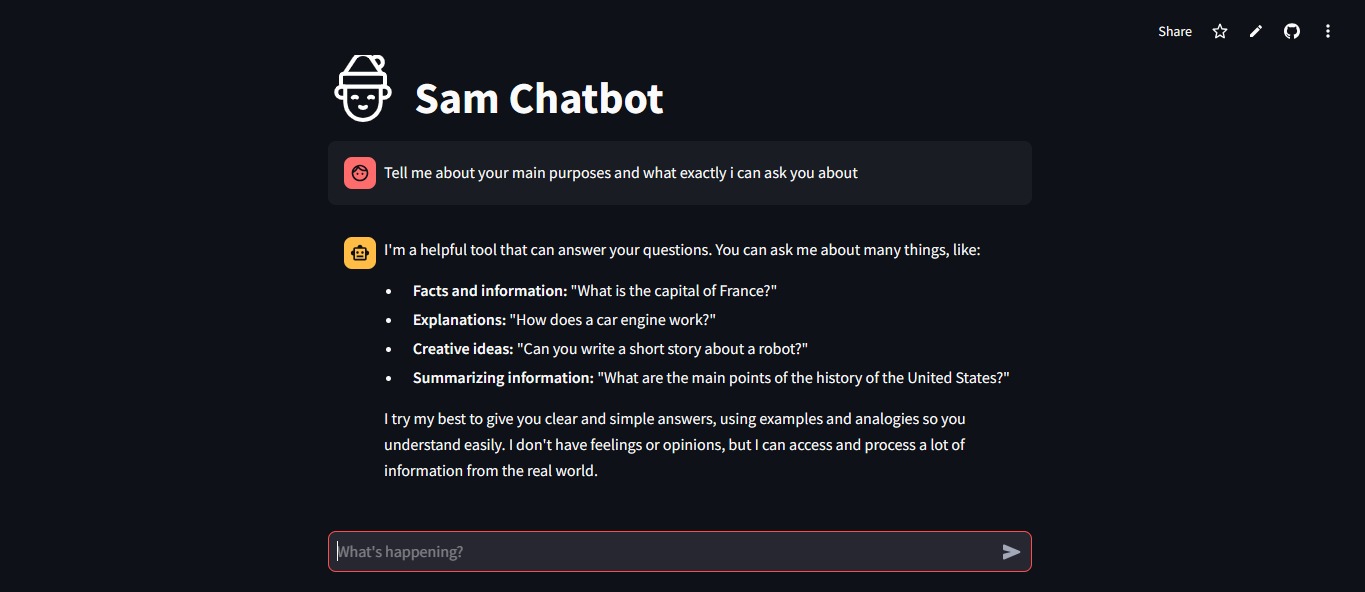 Share
Sam Chatbot
Tell me about your main purposes and what exactly i can ask you about
I'm a helpful tool that can answer your questions. You can ask me about many things, like:
• Facts and information: "What is the capital of France?"
• Explanations: "How does a car engine work?"
• Creative ideas: "Can you write a short story about a robot?"
• Summarizing information: "What are the main points of the history of the United States?"
I try my best to give you clear and simple answers, using examples and analogies so you
understand easily. I don't have feelings or opinions, but I can access and process a lot of
information from the real world.
What's happening?